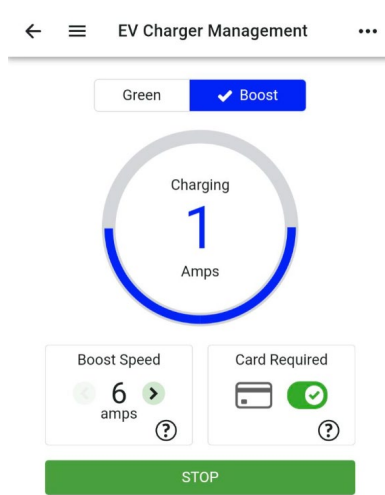 EV Charger Management
Green
Boost
Charging
1
Amps
Boost Speed
Card Required
6
amps
?
?
STOP